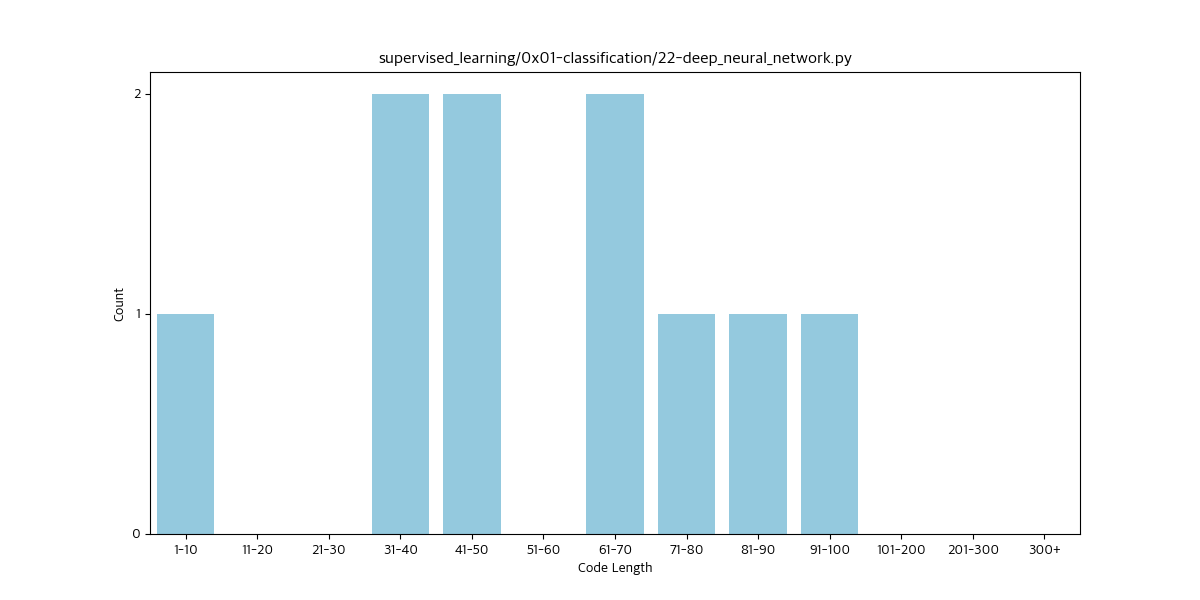 supervised_learning/0x01-classification/22-deep_neural_network.py
Count
2
1
0
1-10 11-20 21-30 31-40 41-50 51-60 61-70 71-80 81-90 91-100 101-200 201-300 300+
Code Length